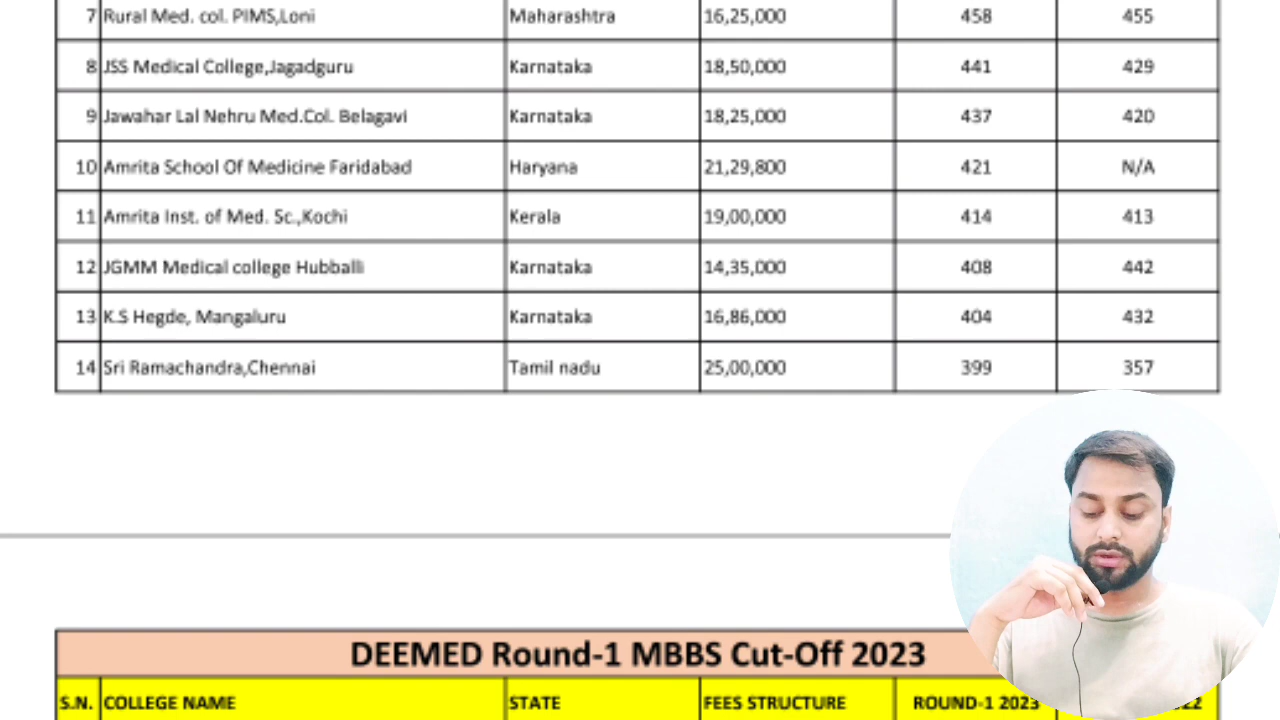 7 Rural Med. col. PIMS,Loni Maharashtra 16,25,000 458 455
8 JSS Medical College,Jagadguru Karnataka 18,50,000 441 429
9 Jawahar Lal Nehru Med.Col. Belagavi Karnataka 18,25,000 437 420
10 Amrita School Of Medicine Faridabad Haryana 21,29,800 421 N/A
11 Amrita Inst. of Med. Sc.,Kochi Kerala 19,00,000 414 413
12 JGMM Medical college Hubballi Karnataka 14,35,000 408 442
13 K.S Hegde, Mangaluru Karnataka 16,86,000 404 432
14 Sri Ramachandra,Chennai Tamil nadu 25,00,000 399 357
DEEMED Round-1 MBBS Cut-Off 2023
S.N. COLLEGE NAME STATE FEES STRUCTURE ROUND-1 2023